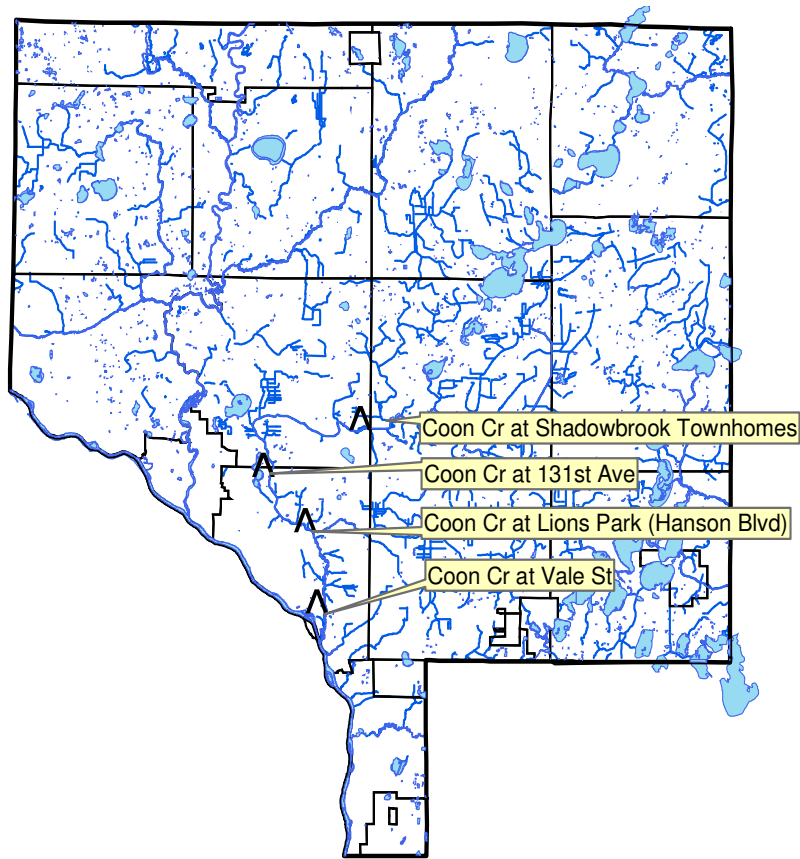 Coon Cr at Shadowbrook Townhomes
Coon Cr at 131st Ave
Coon Cr at Lions Park (Hanson Blvd)
Coon Cr at Vale St